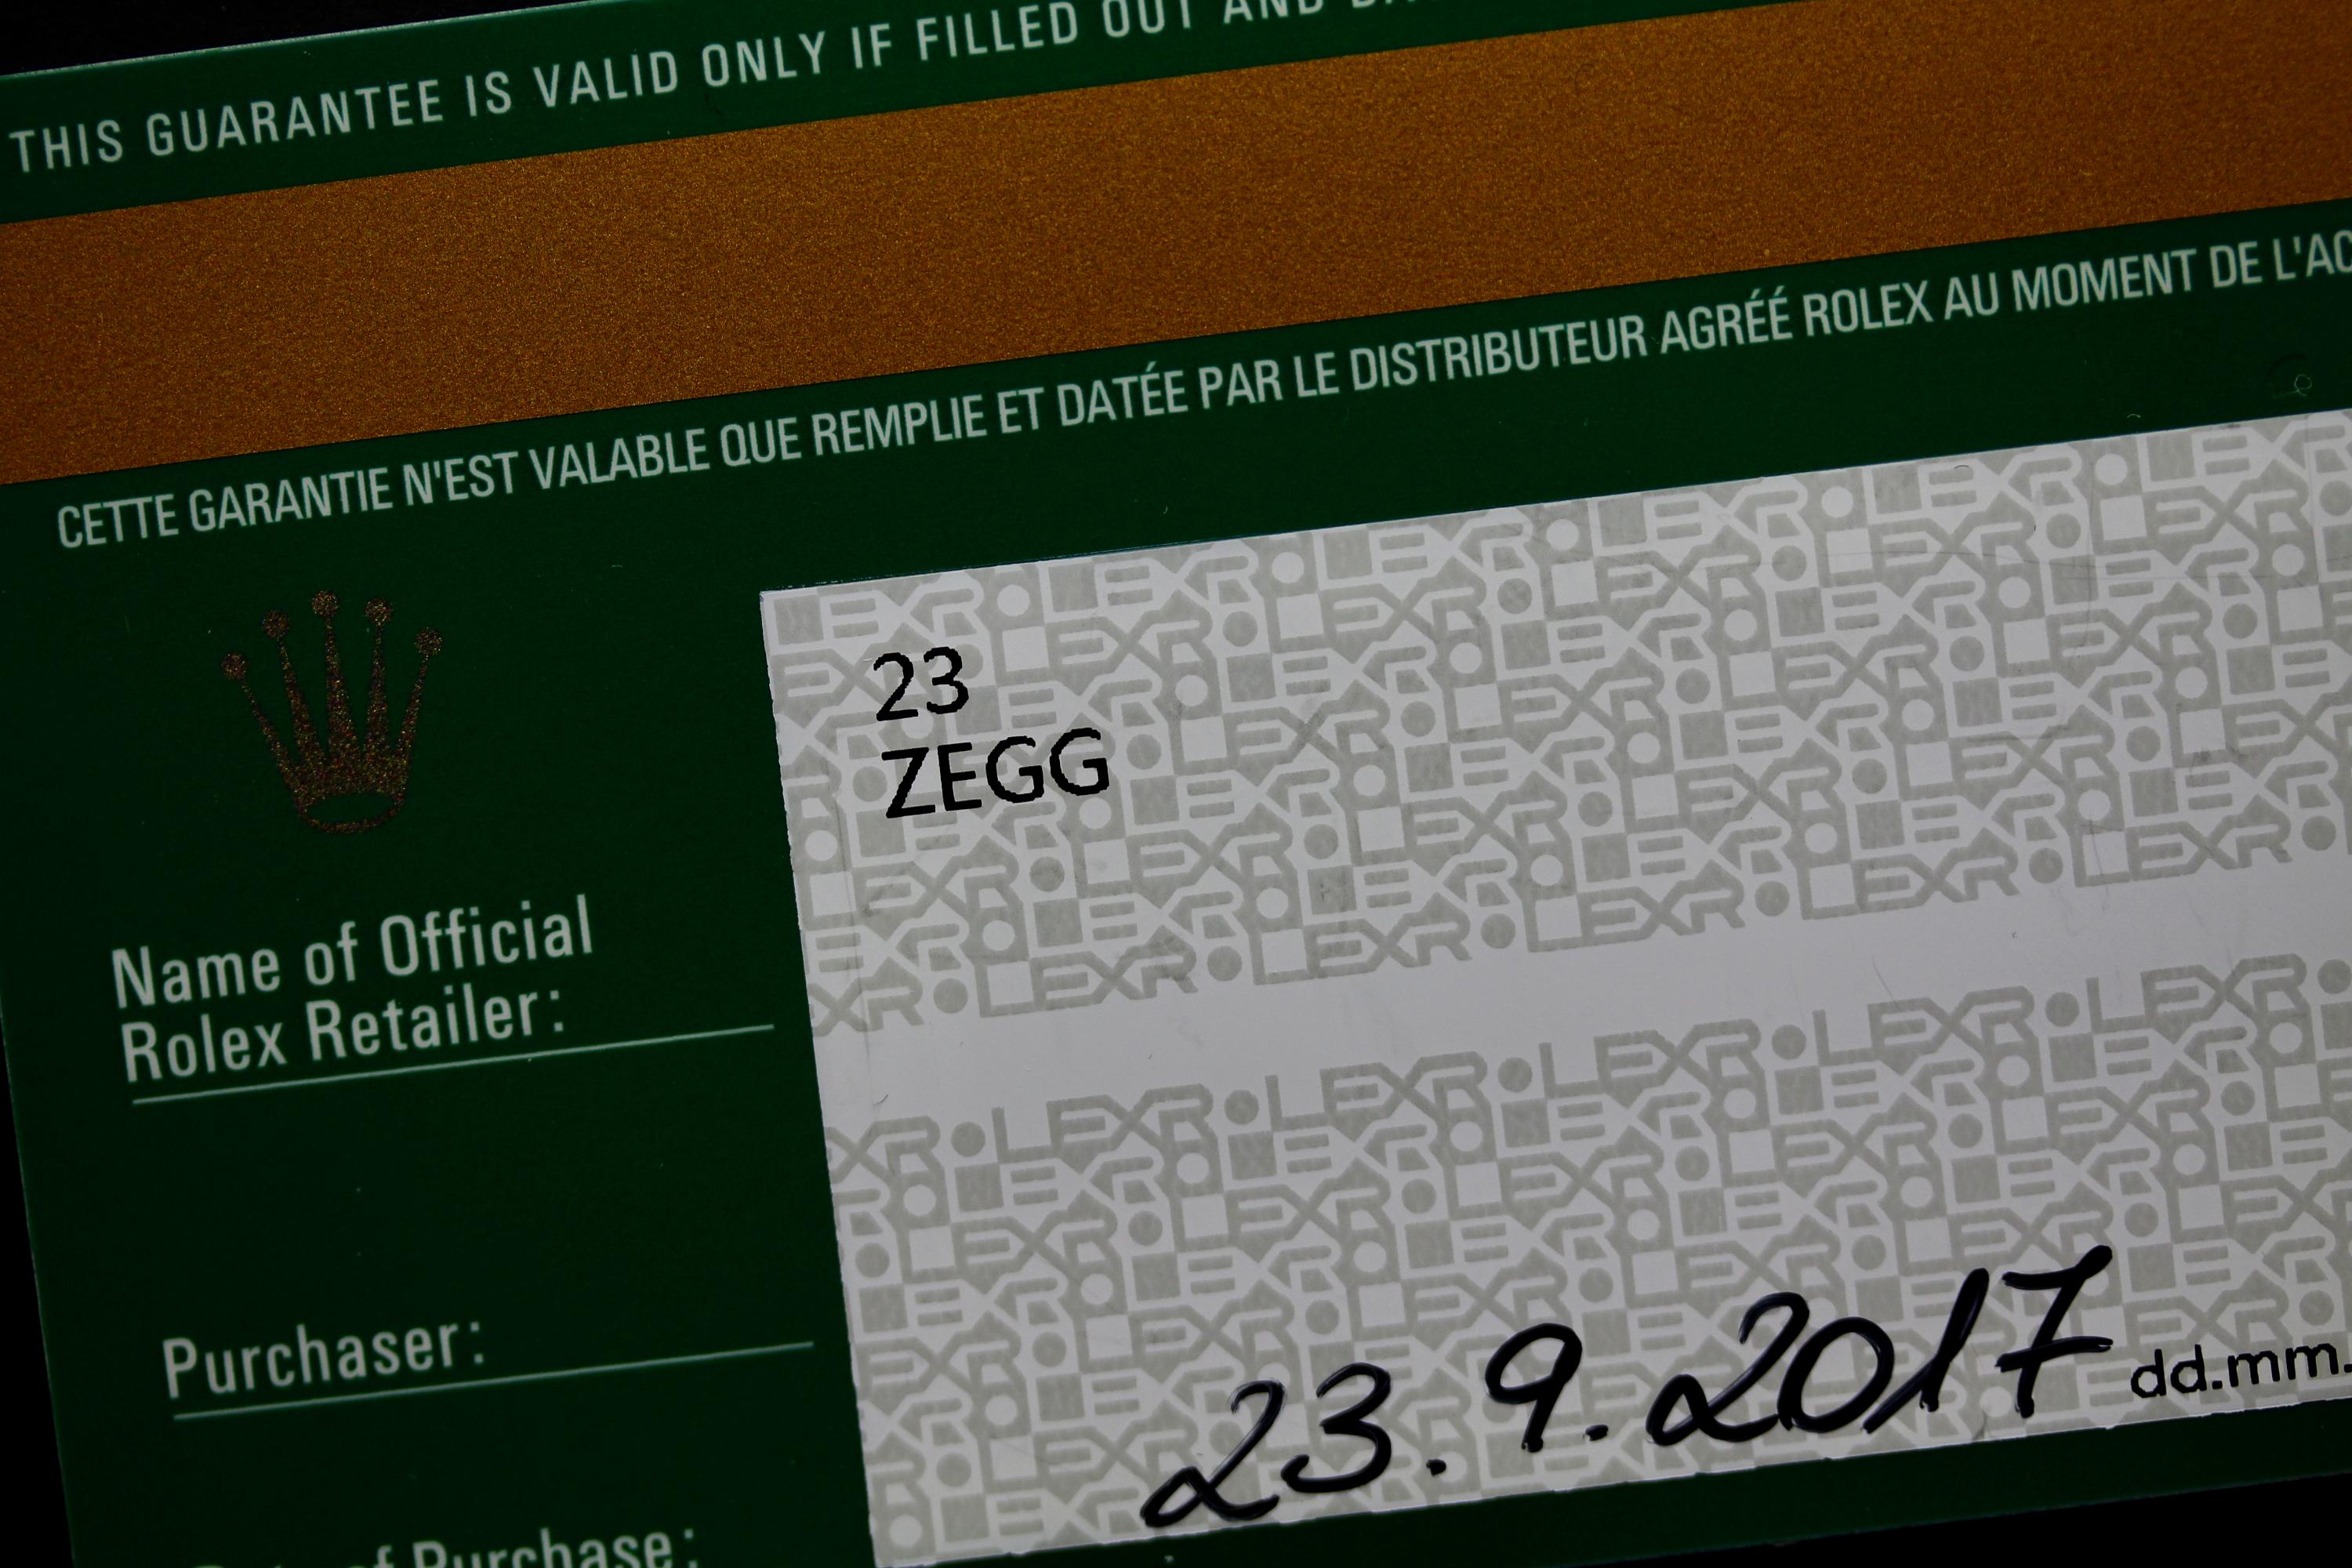 THIS GUARANTEE IS VALID ONLY IF FILLED OUT AND
CETTE GARANTIE N'EST VALABLE QUE REMPLIE ET DATÉE PAR LE DISTRIBUTEUR AGRÉÉ ROLEX AU MOMENT DE
23
ZEGG
Name of Official
Rolex Retailer:
Purchaser:
23.9.2017 dd.mm.
of Purchase: